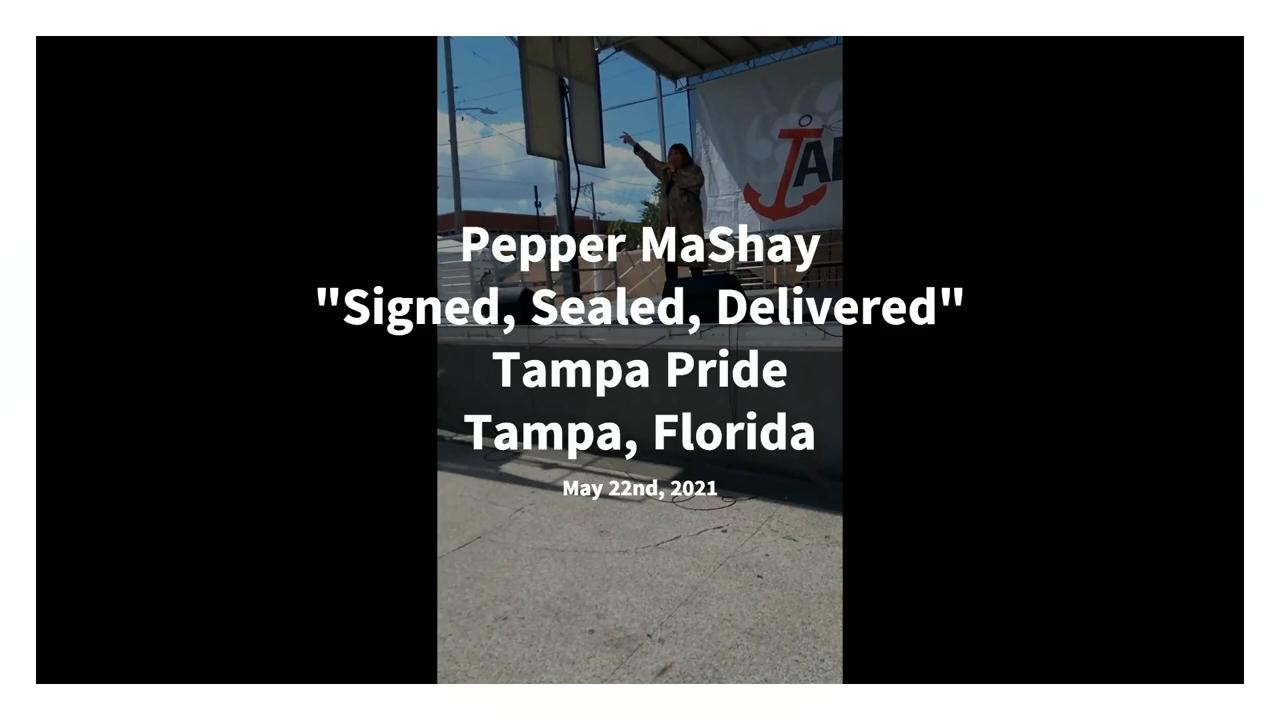 Pepper MaShay
"Signed, Sealed, Delivered"
Tampa Pride
Tampa, Florida
May 22nd, 2021